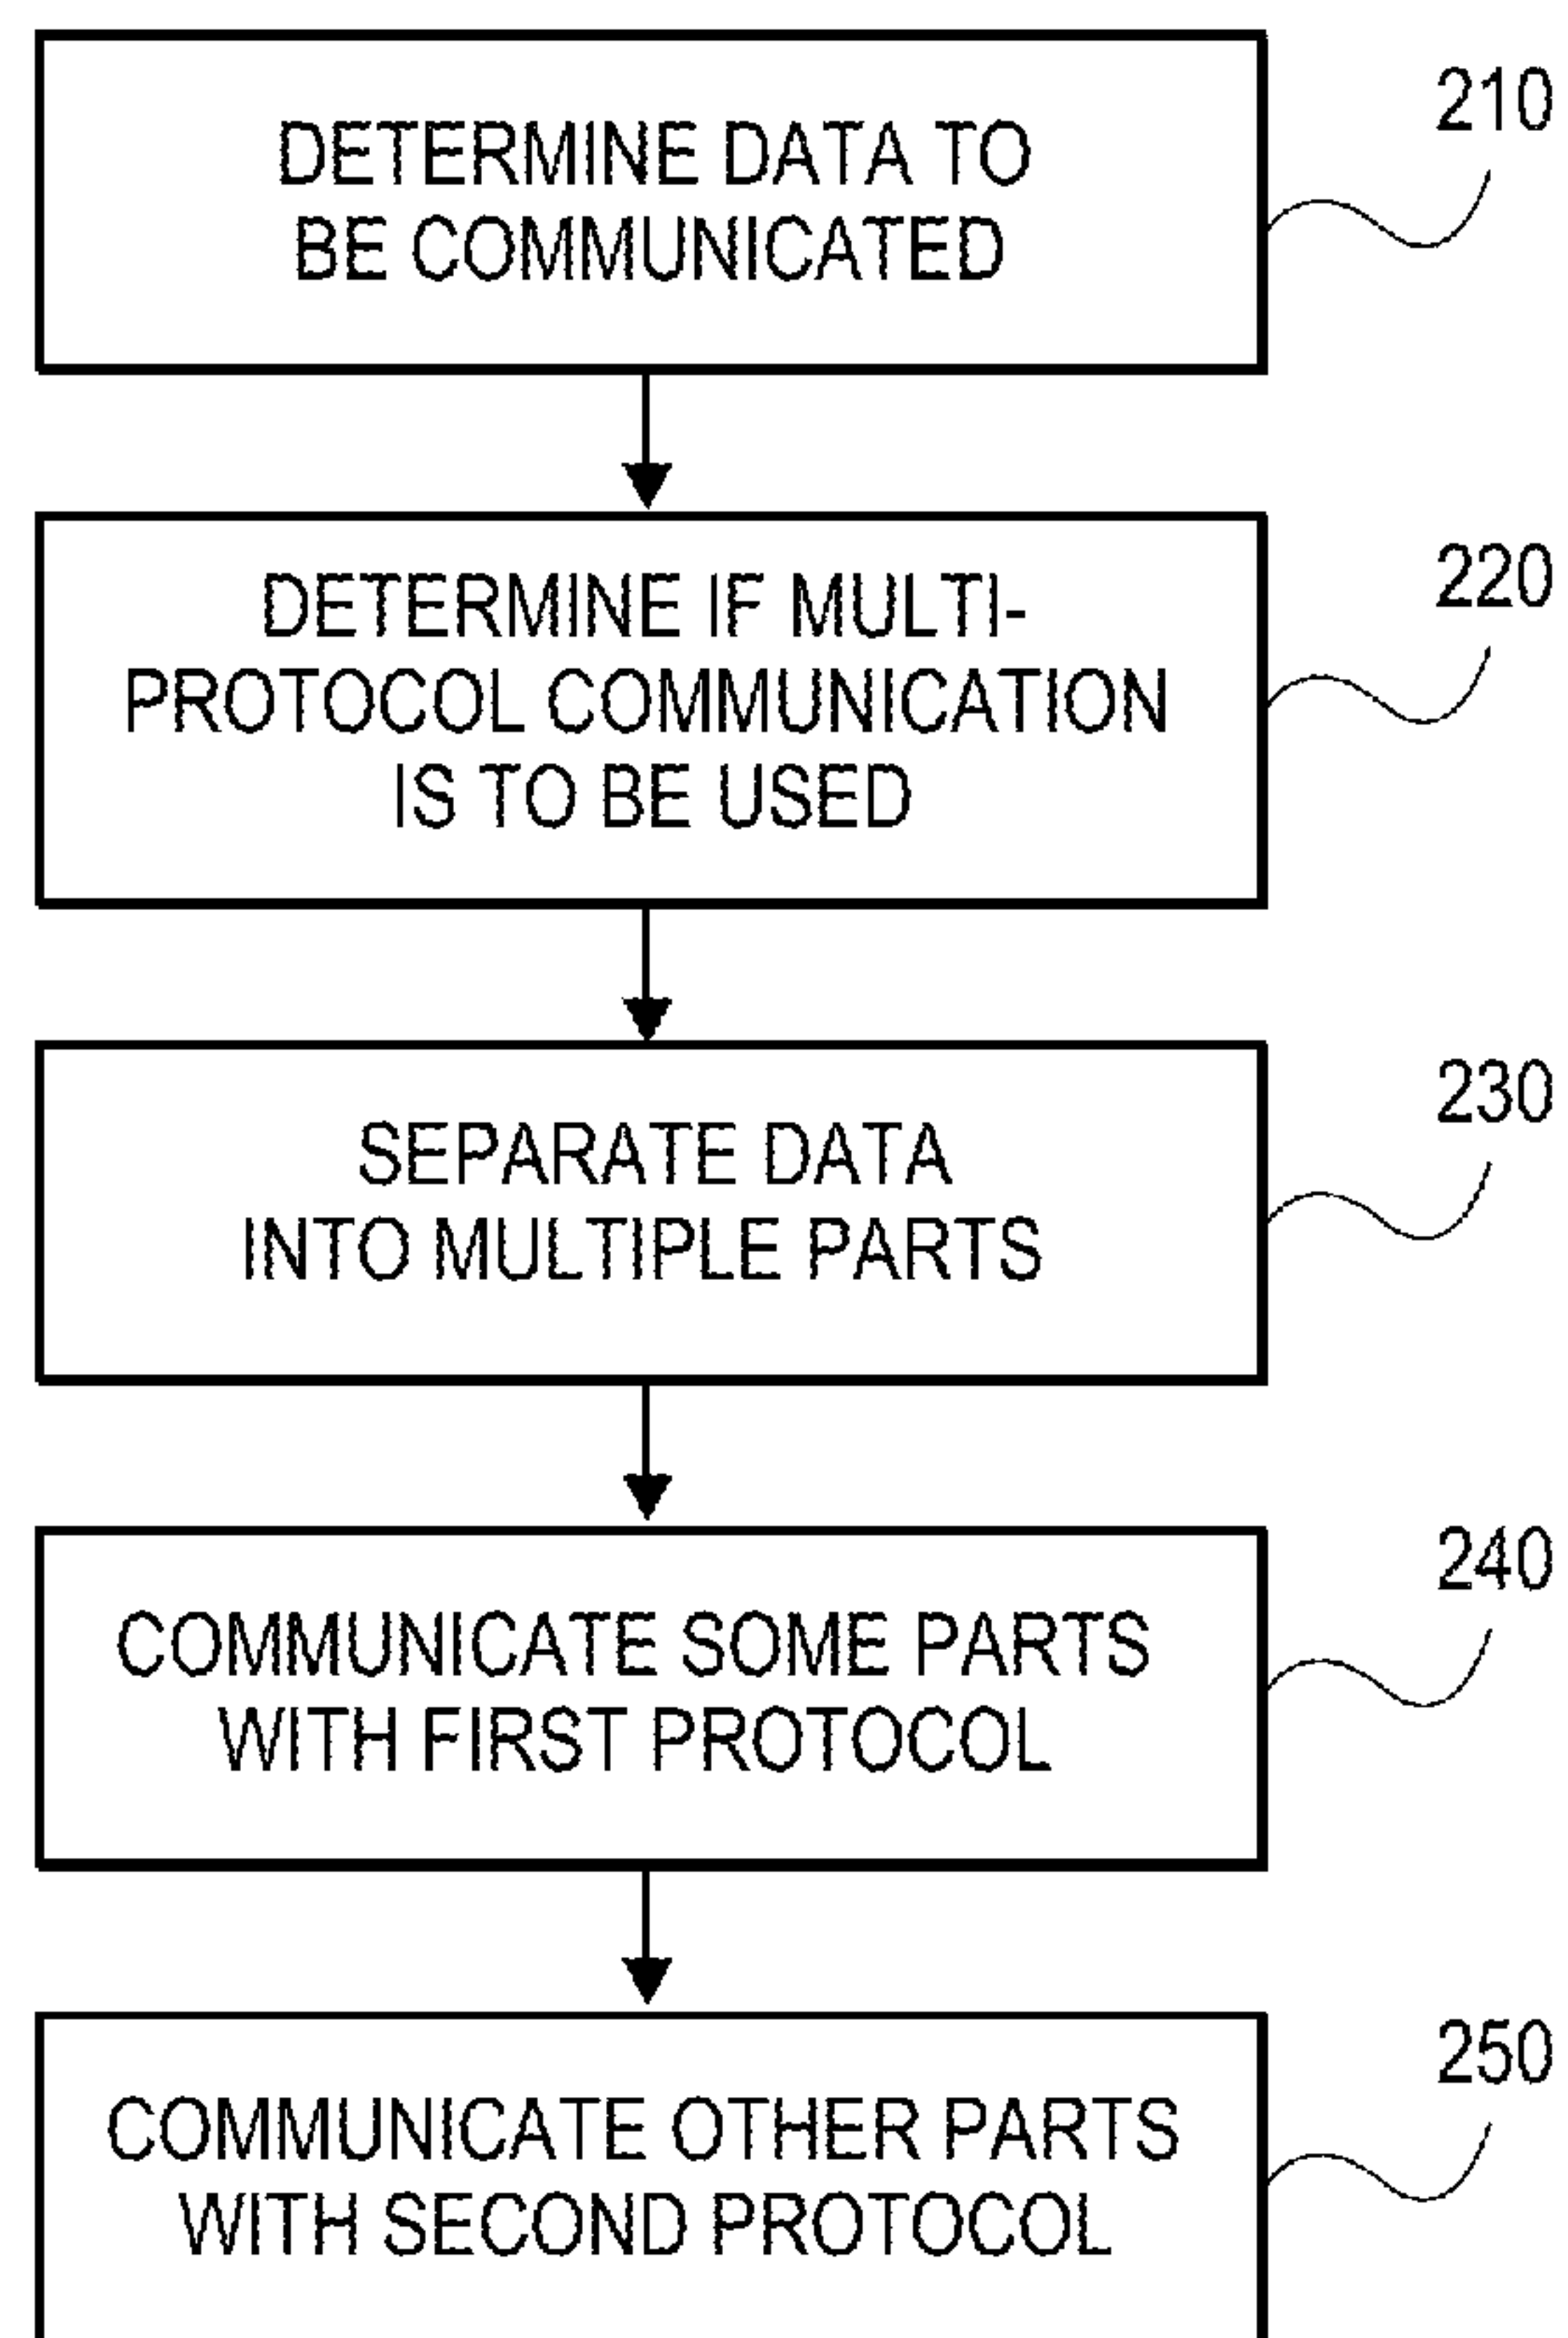 DETERMINE DATA TO
BE COMMUNICATED
210
DETERMINE IF MULTI-
PROTOCOL COMMUNICATION
IS TO BE USED
220
SEPARATE DATA
INTO MULTIPLE PARTS
230
COMMUNICATE SOME PARTS
WITH FIRST PROTOCOL
240
COMMUNICATE OTHER PARTS
WITH SECOND PROTOCOL
250